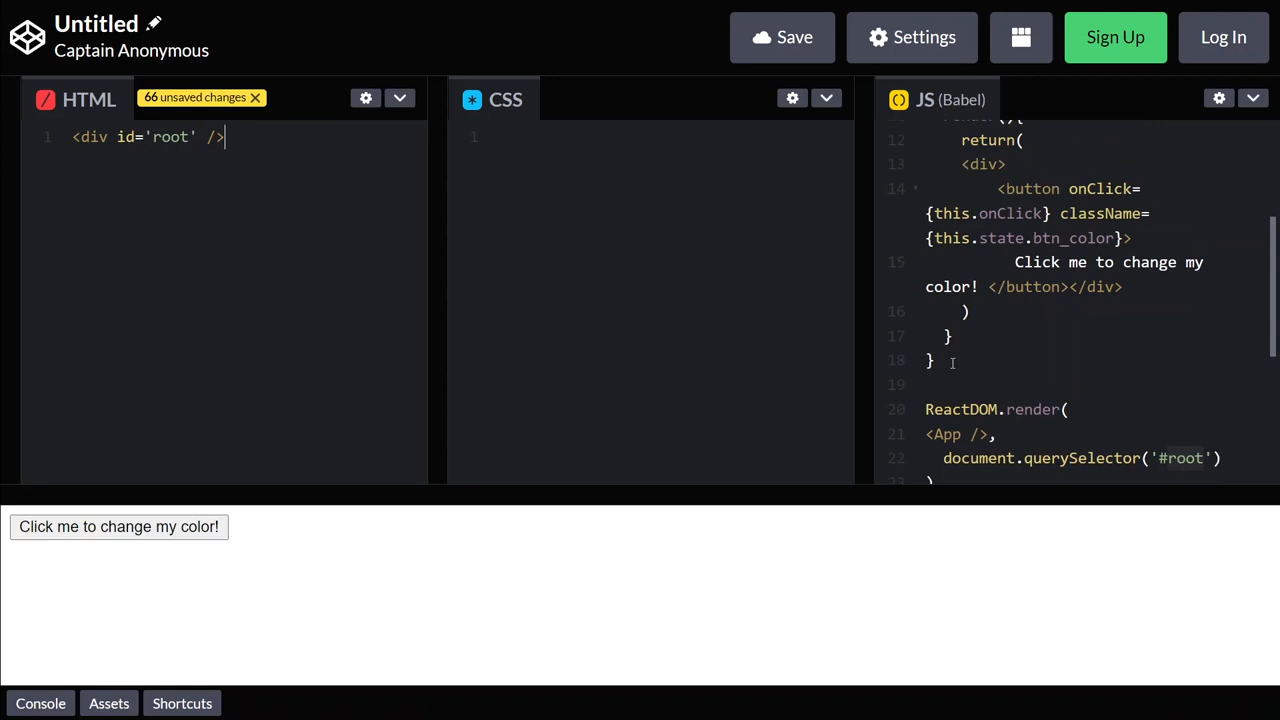 Untitled
Captain Anonymous
Save
Settings
Sign Up
Log In
HTML
66 unsaved changes X
CSS
JS (Babel)
1 <div id='root' />
1
12 return(
13 <div>
14 <button onClick=
{this.onClick} className=
{this.state.btn_color}>
15 Click me to change my
color! </button></div>
16 )
17 }
18 }
19
20 ReactDOM.render(
21 <App />,
22 document.querySelector('#root')
Click me to change my color!
Console
Assets
Shortcuts